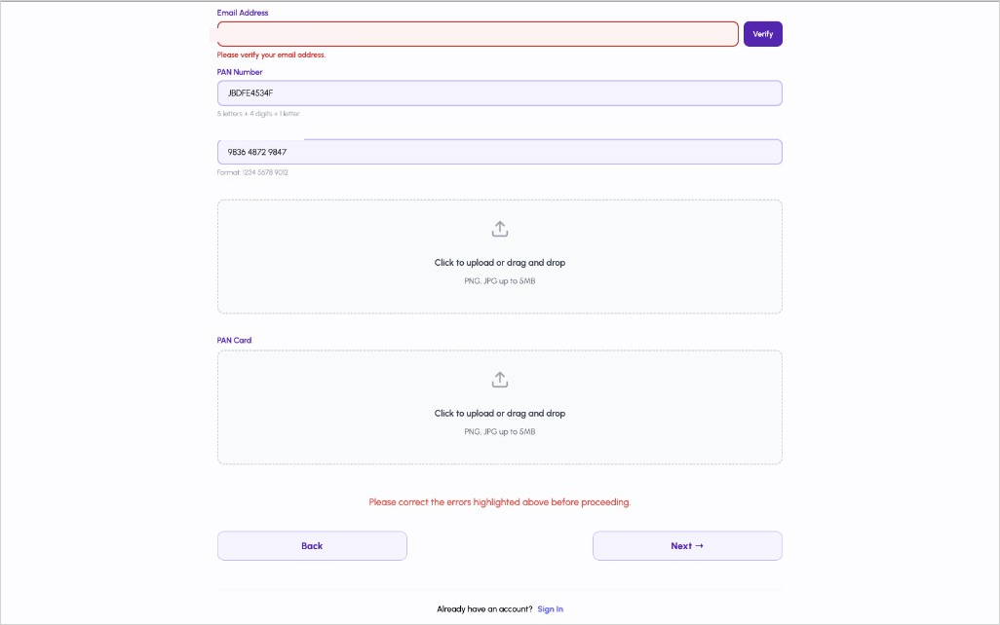 Email Address
Verify
Please verify your email address.
PAN Number
JBDFE4534F
5 letters + 4 digits + 1 letter
9836 4872 9847
Format: 1234 5678 9012
Click to upload or drag and drop
PNG, JPG up to 5MB
PAN Card
Click to upload or drag and drop
PNG, JPG up to 5MB
Please correct the errors highlighted above before proceeding.
Back
Next →
Already have an account? Sign In